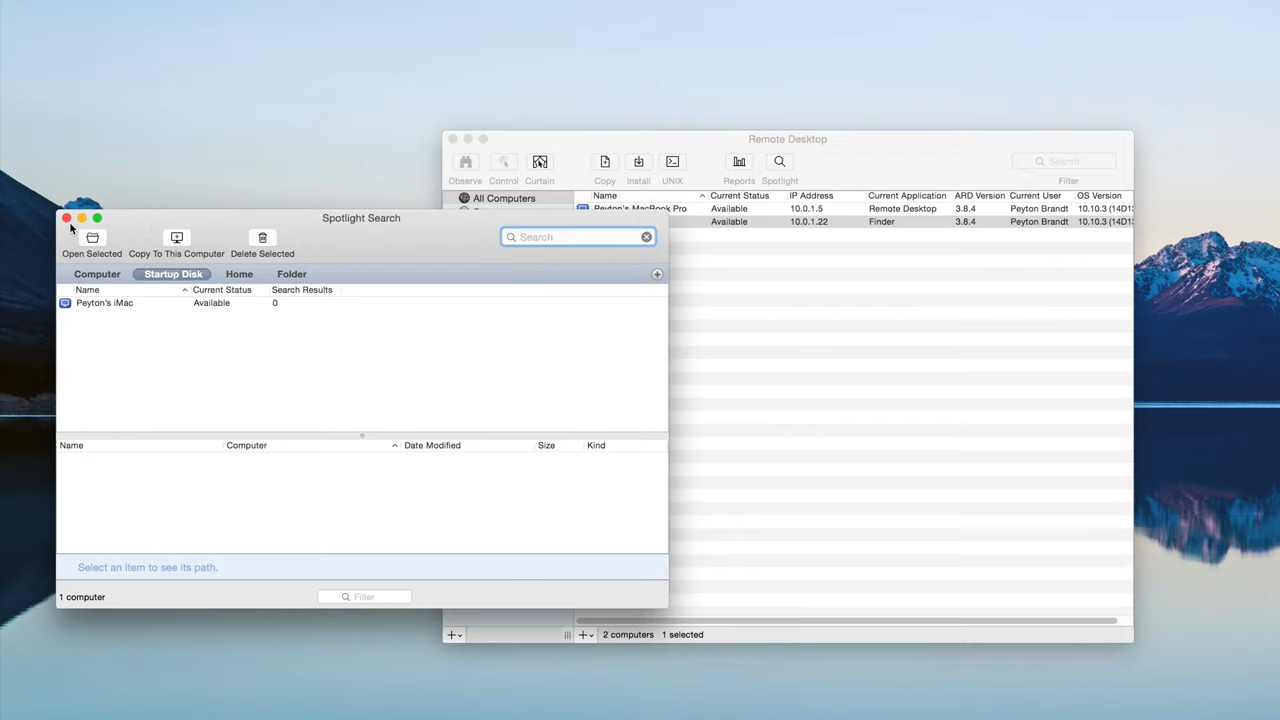 Remote Desktop
Observe Control Curtain Copy Install UNIX Reports Spotlight Search Filter
All Computers Name Current Status IP Address Current Application ARD Version Current User OS Version
Peyton's MacBook Pro Available 10.0.1.5 Remote Desktop 3.8.4 Peyton Brandt 10.10.3 (14D13
Available 10.0.1.22 Finder 3.8.4 Peyton Brandt 10.10.3 (14D13
Spotlight Search
Open Selected Copy To This Computer Delete Selected Search
Computer Startup Disk Home Folder
Name Current Status Search Results
Peyton's iMac Available 0
Name Computer Date Modified Size Kind
Select an item to see its path.
1 computer Filter
2 computers 1 selected